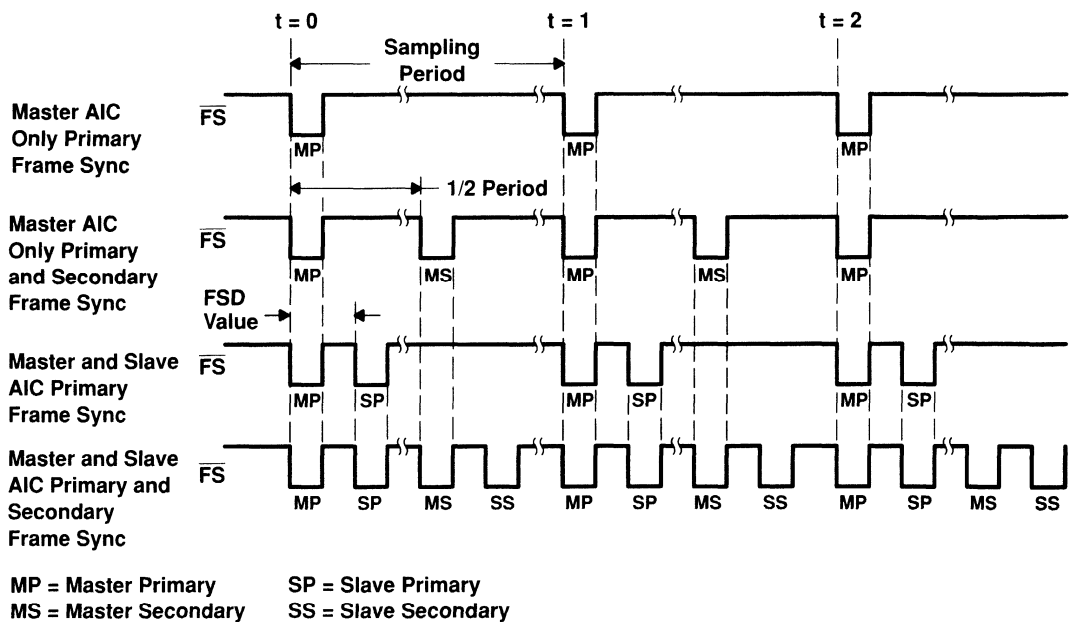 t = 0 t = 1 t = 2
Sampling
Period
Master AIC
Only Primary
Frame Sync
FS
MP MP MP
1/2 Period
Master AIC
Only Primary
and Secondary
Frame Sync
FS
MP MS MP MS MP
FSD
Value
Master and Slave
AIC Primary
Frame Sync
FS
MP SP MP SP MP SP
Master and Slave
AIC Primary and
Secondary
Frame Sync
FS
MP SP MS SS MP SP MS SS MP SP MS SS
MP = Master Primary SP = Slave Primary
MS = Master Secondary SS = Slave Secondary